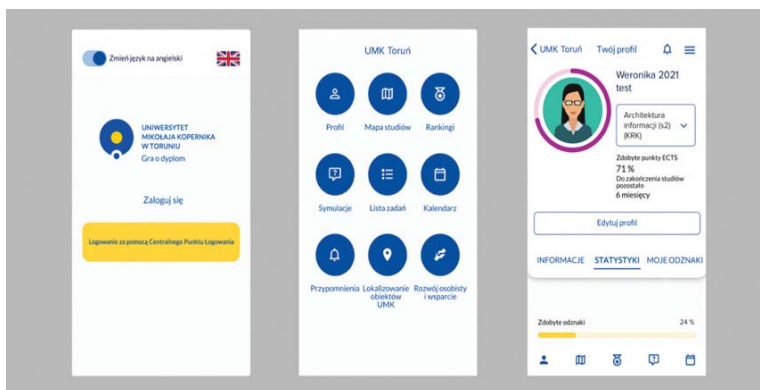 Zmień język na angielski
UNIWERSYTET
MIKOŁAJA KOPERNIKA
W TORUNIU
Gra o dyplom
Zaloguj się
Logowanie za pomocą Centralnego Punktu Logowania
UMK Toruń
Profil
Mapa studiów
Rankingi
Symulacje
Lista zadań
Kalendarz
Przypomnienia
Lokalizowanie
obiektów
UMK
Rozwój osobisty
i wsparcie
UMK Toruń
Twój profil
Weronika 2021
test
Architektura
informacji (s2)
(KRK)
Zdobyte punkty ECTS
71 %
Do zakończenia studiów
pozostało
6 miesięcy
Edytuj profil
INFORMACJE
STATYSTYKI
MOJE ODZNAKI
Zdobyte odznaki
24 %